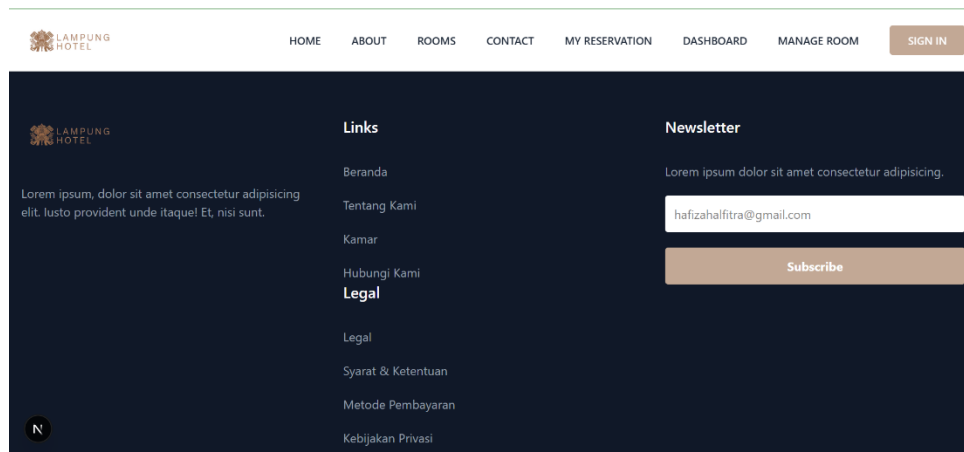 LAMPUNG
HOTEL
HOME ABOUT ROOMS CONTACT MY RESERVATION DASHBOARD MANAGE ROOM SIGN IN
LAMPUNG
HOTEL
Lorem ipsum, dolor sit amet consectetur adipisicing
elit. Iusto provident unde itaque! Et, nisi sunt.
Links
Beranda
Tentang Kami
Kamar
Hubungi Kami
Legal
Legal
Syarat & Ketentuan
Metode Pembayaran
Kebijakan Privasi
Newsletter
Lorem ipsum dolor sit amet consectetur adipisicing.
hafizahalfitra@gmail.com
Subscribe
N